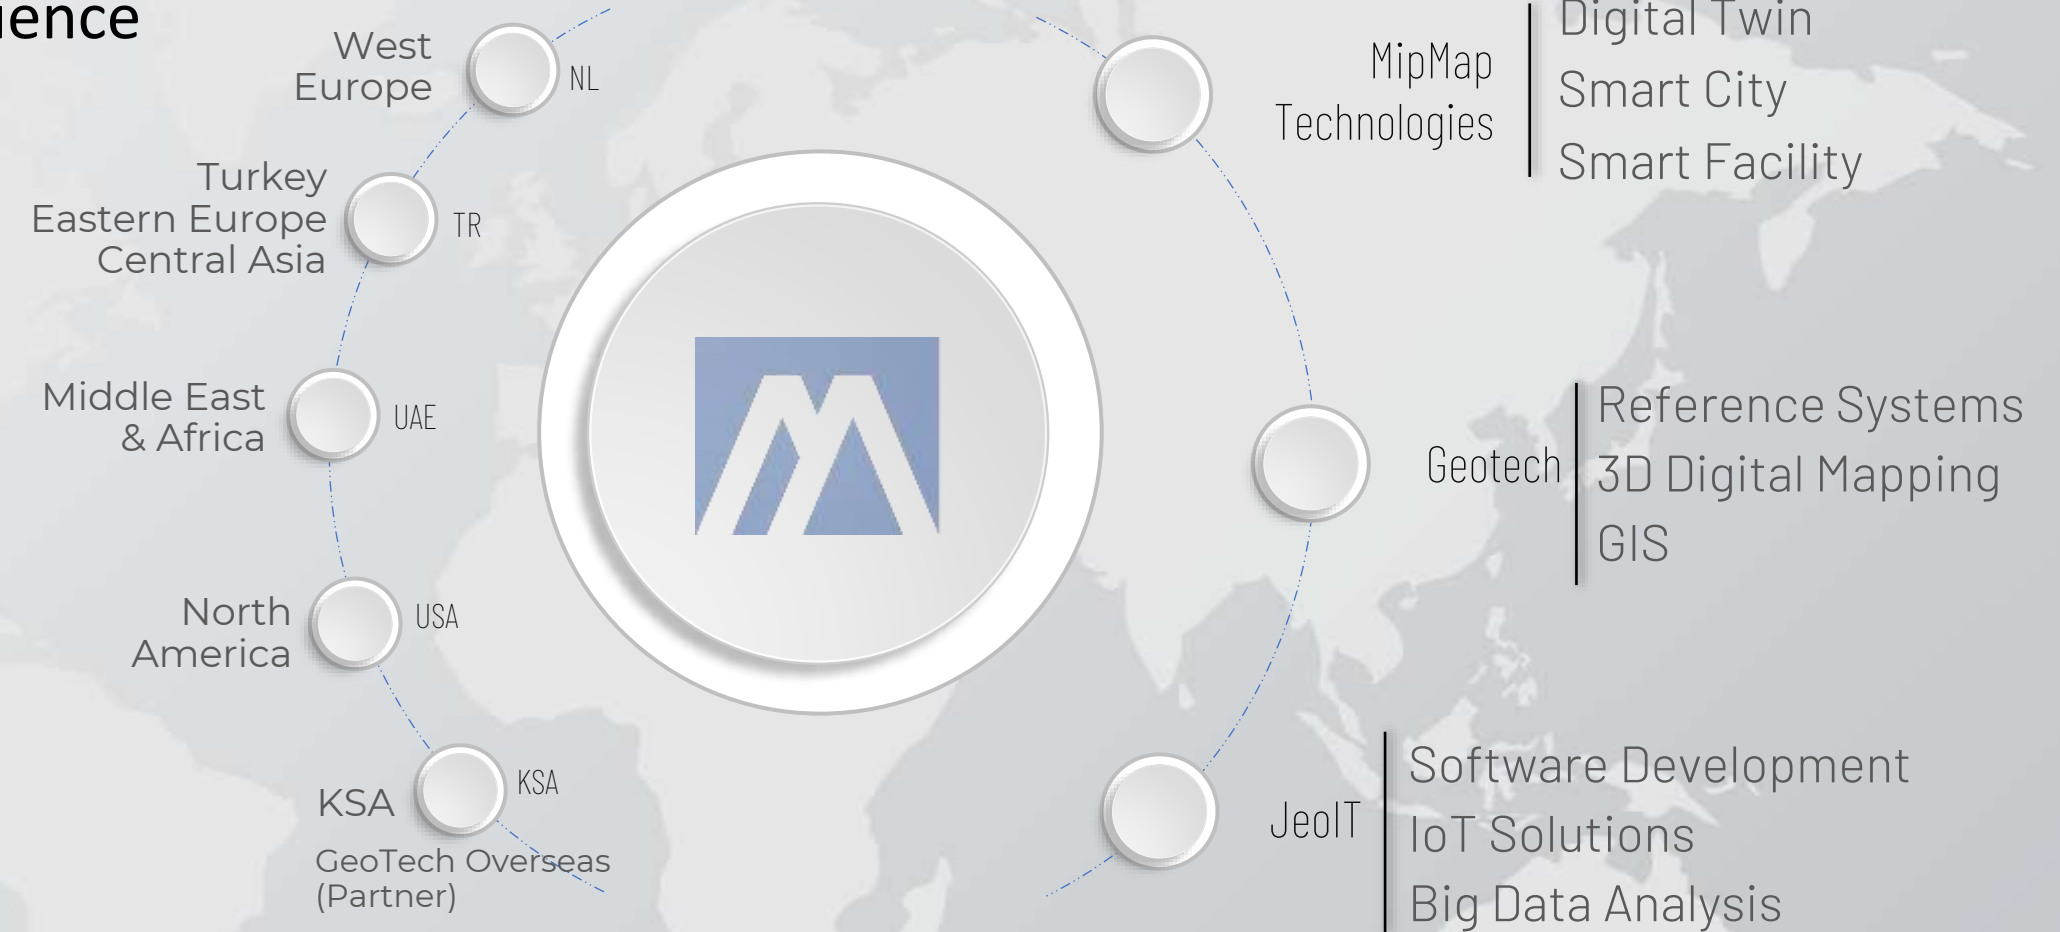 West
Europe
NL
Turkey
Eastern Europe
Central Asia
TR
Middle East
& Africa
UAE
North
America
USA
KSA
KSA
GeoTech Overseas
(Partner)
MipMap
Technologies
Digital Twin
Smart City
Smart Facility
Geotech
Reference Systems
3D Digital Mapping
GIS
JeoIT
Software Development
IoT Solutions
Big Data Analysis